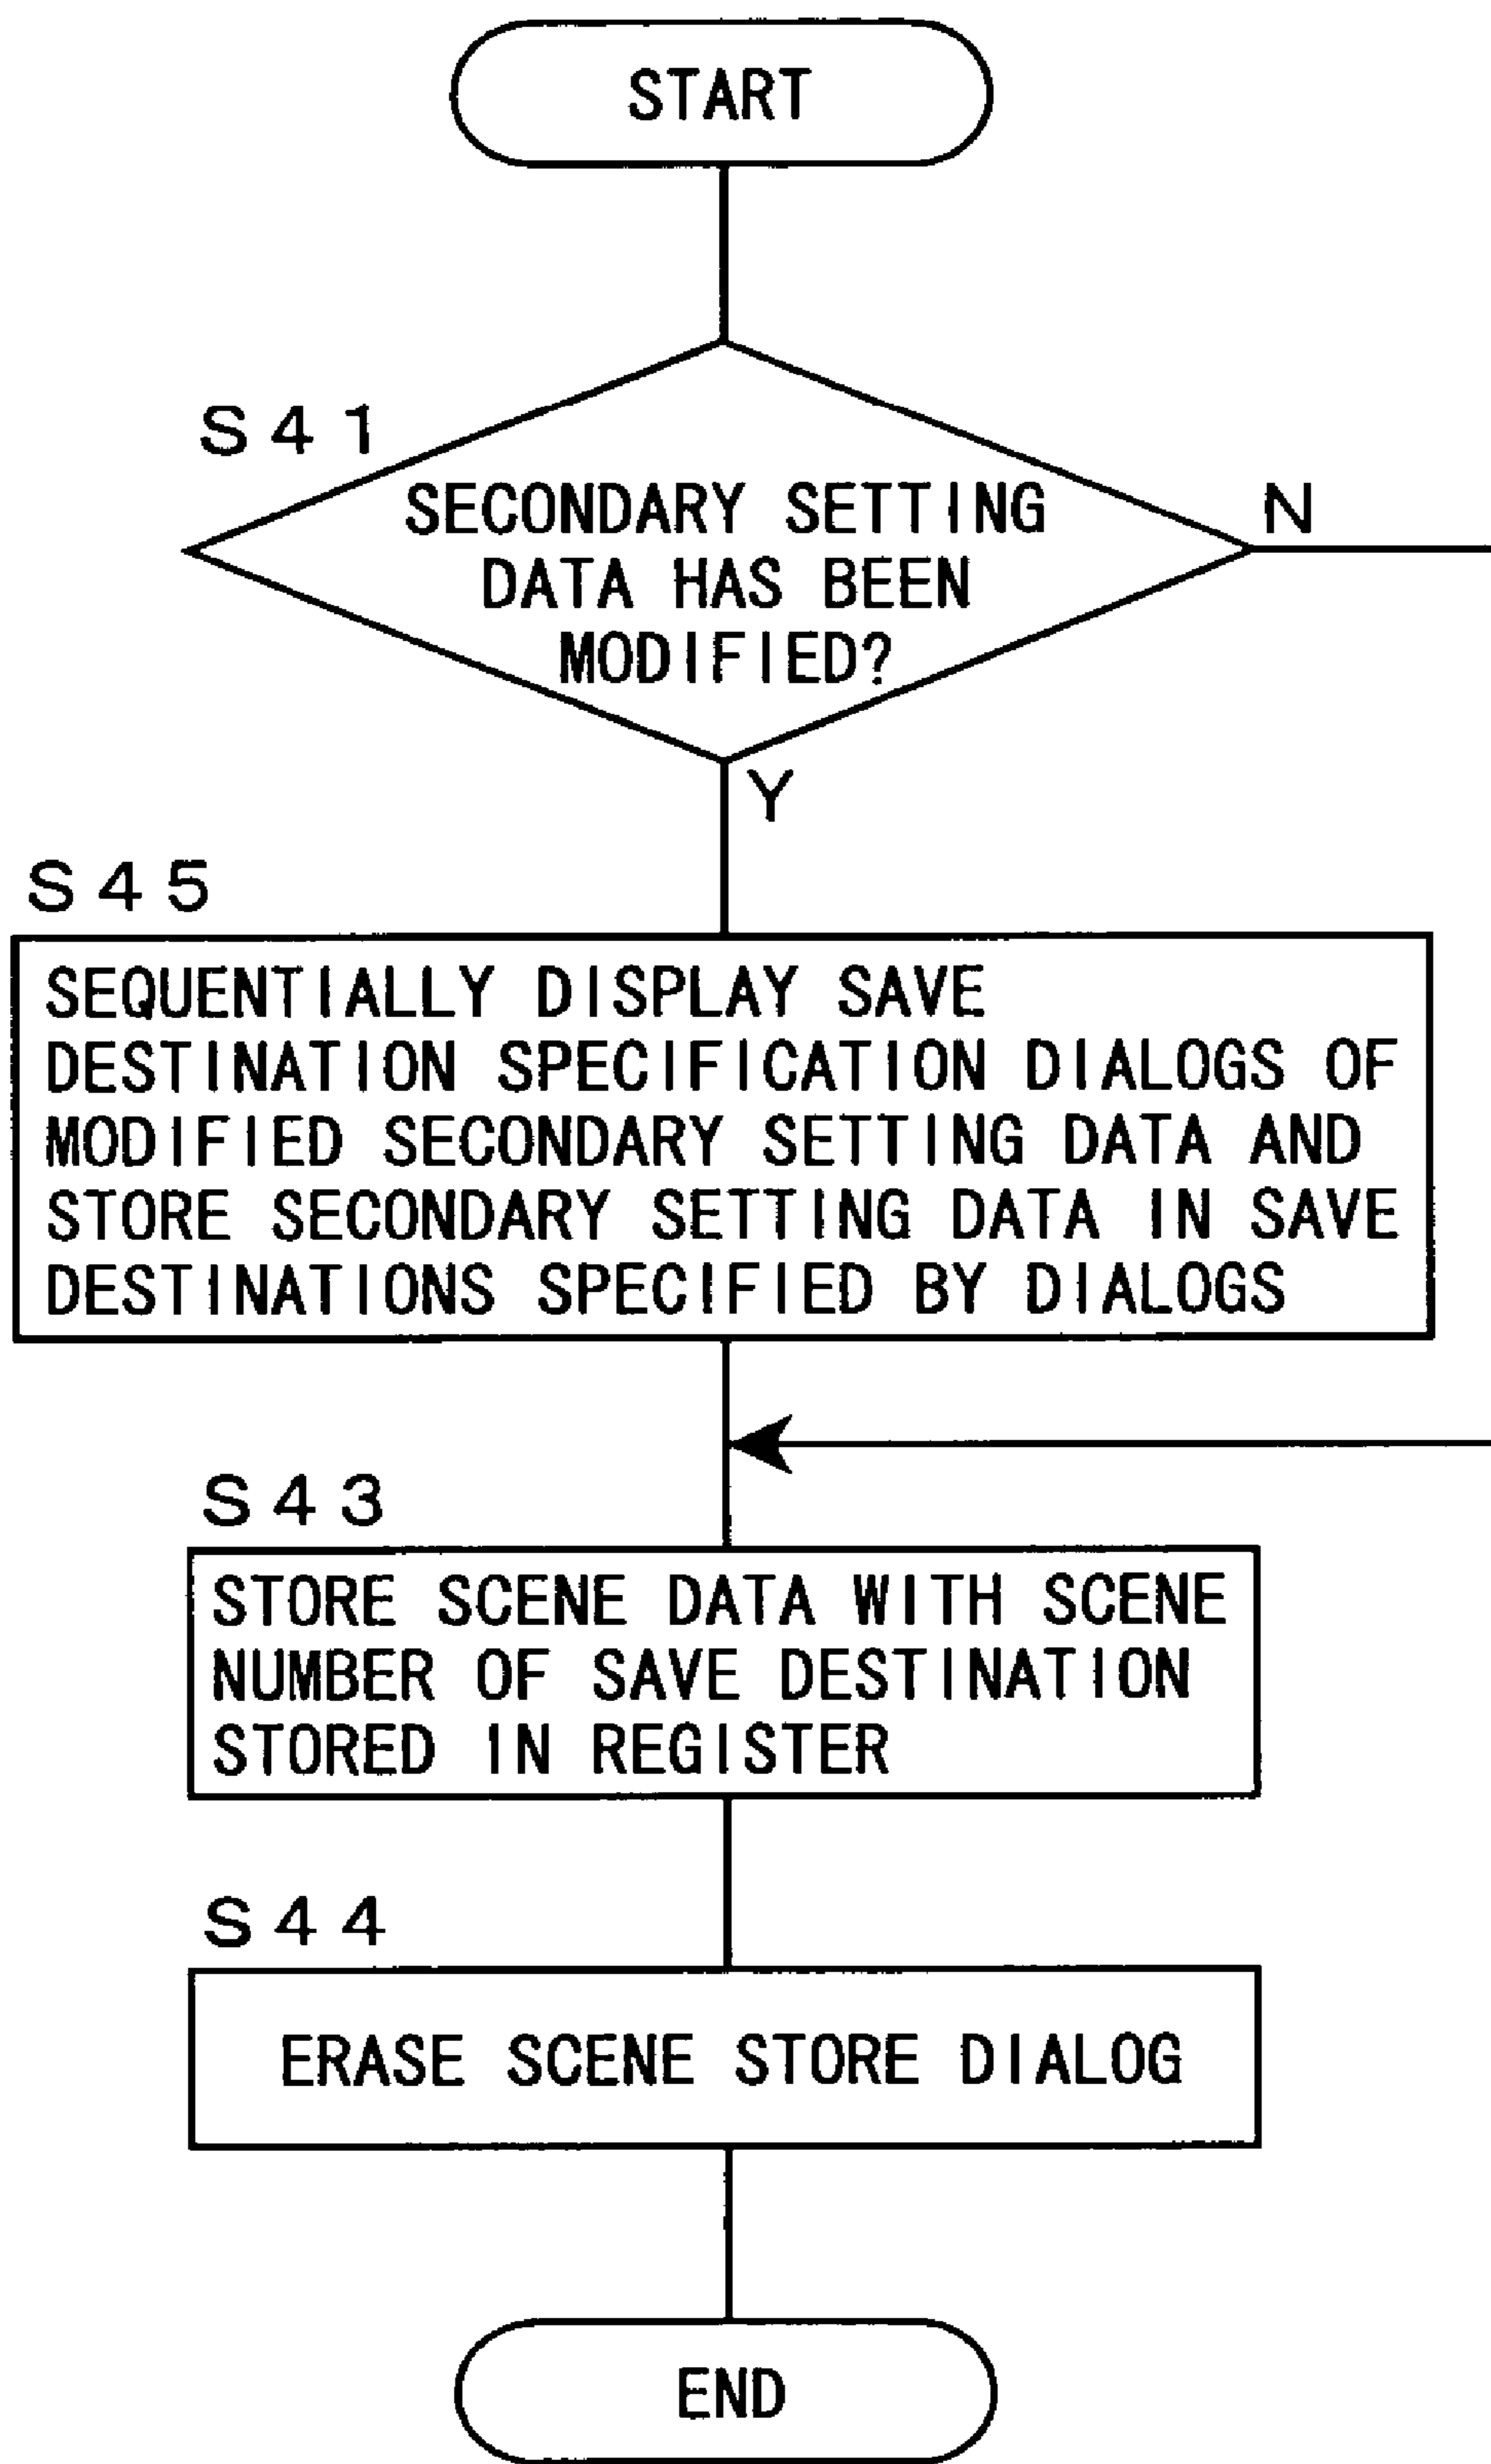 START
S41
SECONDARY SETTING
DATA HAS BEEN
MODIFIED?
N
Y
S45
SEQUENTIALLY DISPLAY SAVE
DESTINATION SPECIFICATION DIALOGS OF
MODIFIED SECONDARY SETTING DATA AND
STORE SECONDARY SETTING DATA IN SAVE
DESTINATIONS SPECIFIED BY DIALOGS
S43
STORE SCENE DATA WITH SCENE
NUMBER OF SAVE DESTINATION
STORED IN REGISTER
S44
ERASE SCENE STORE DIALOG
END